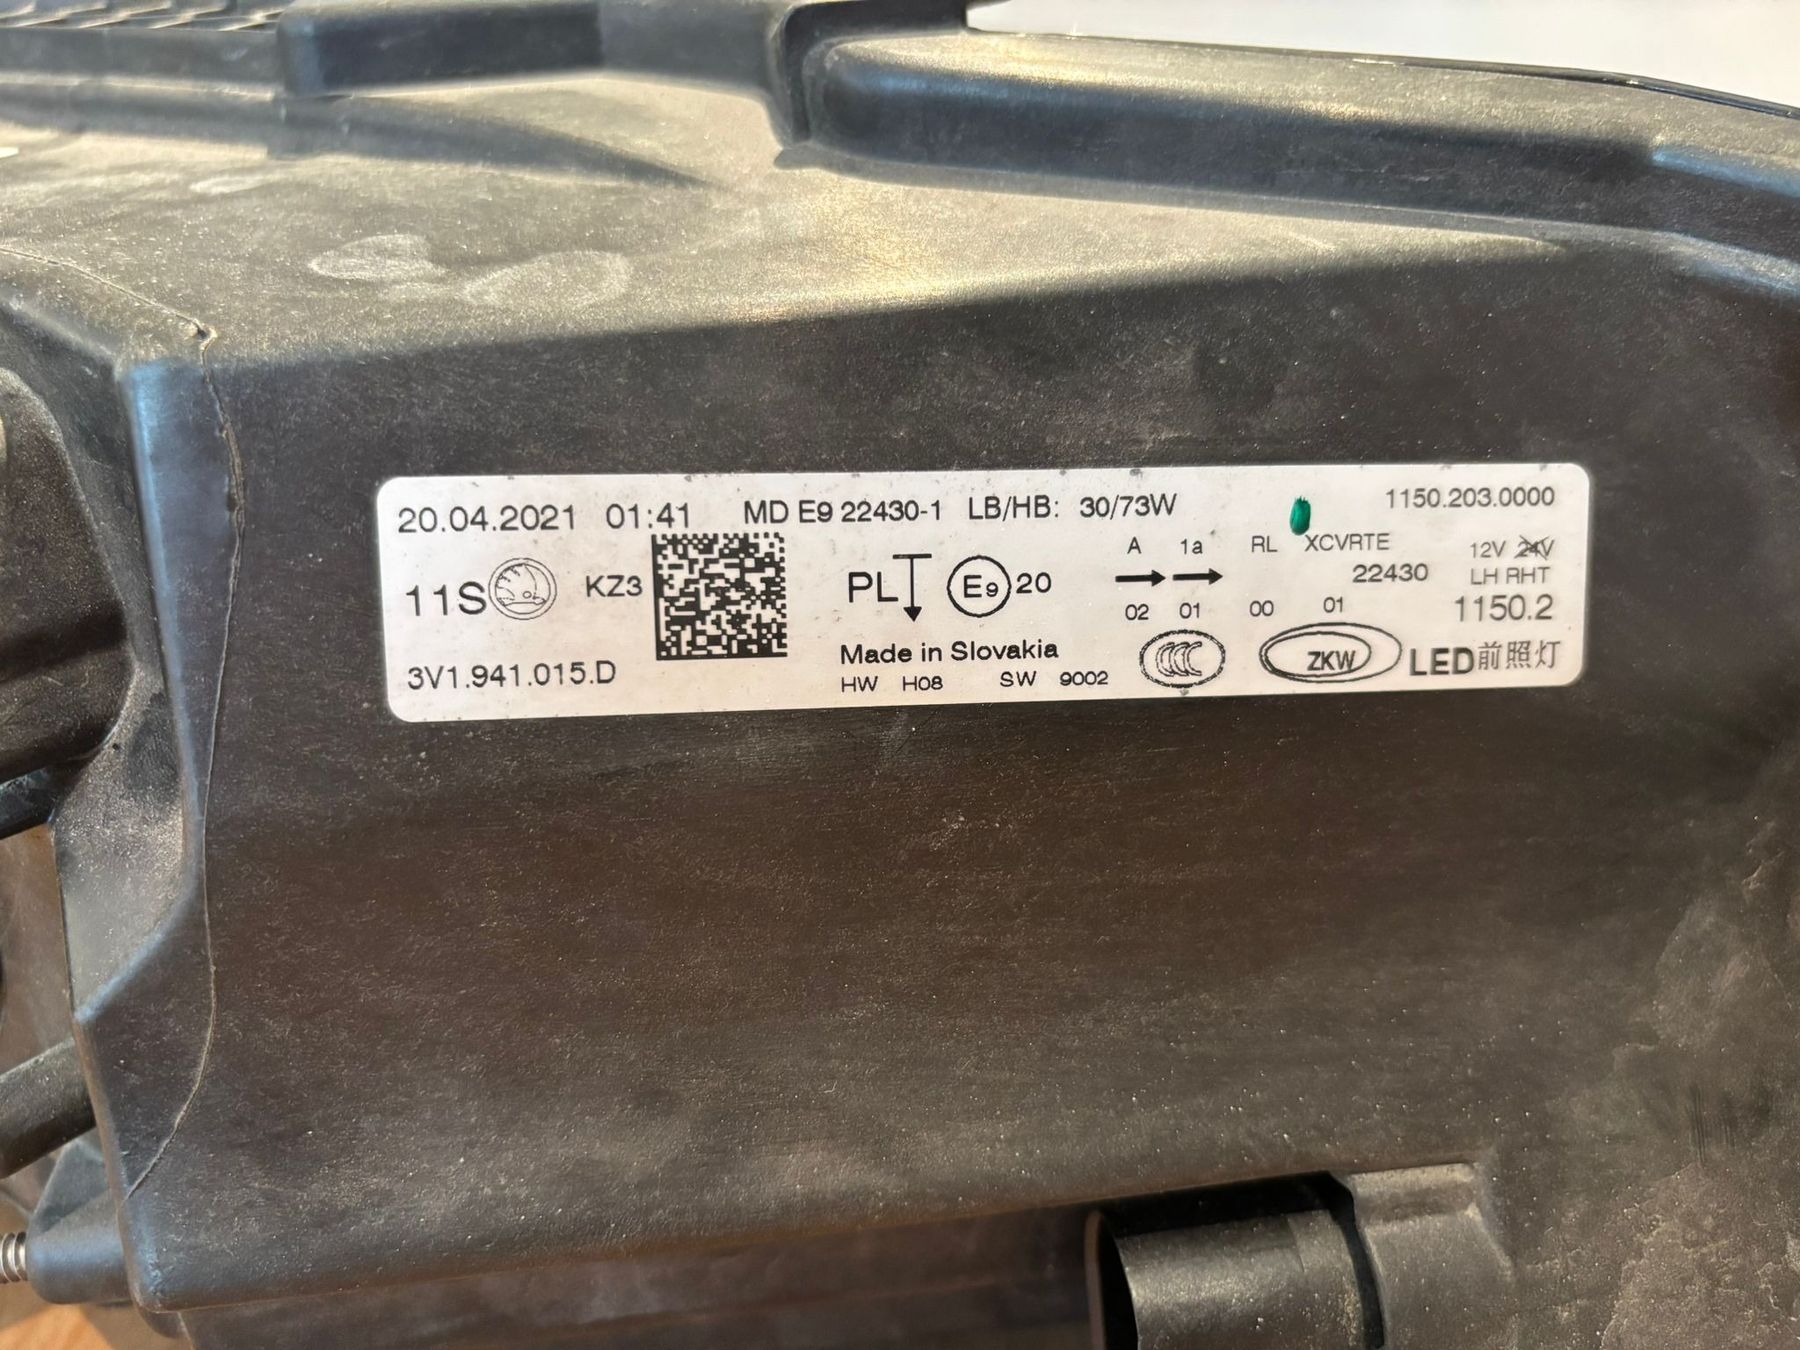 20.04.2021 01:41 MD E9 22430-1 LB/HB: 30/73W 1150.203.0000
A 1a RL XCVRTE 12V 24V
11S KZ3 PL E9 20 22430 LH RHT
02 01 00 01 1150.2
Made in Slovakia CCC ZKW LED前照灯
3V1.941.015.D HW H08 SW 9002